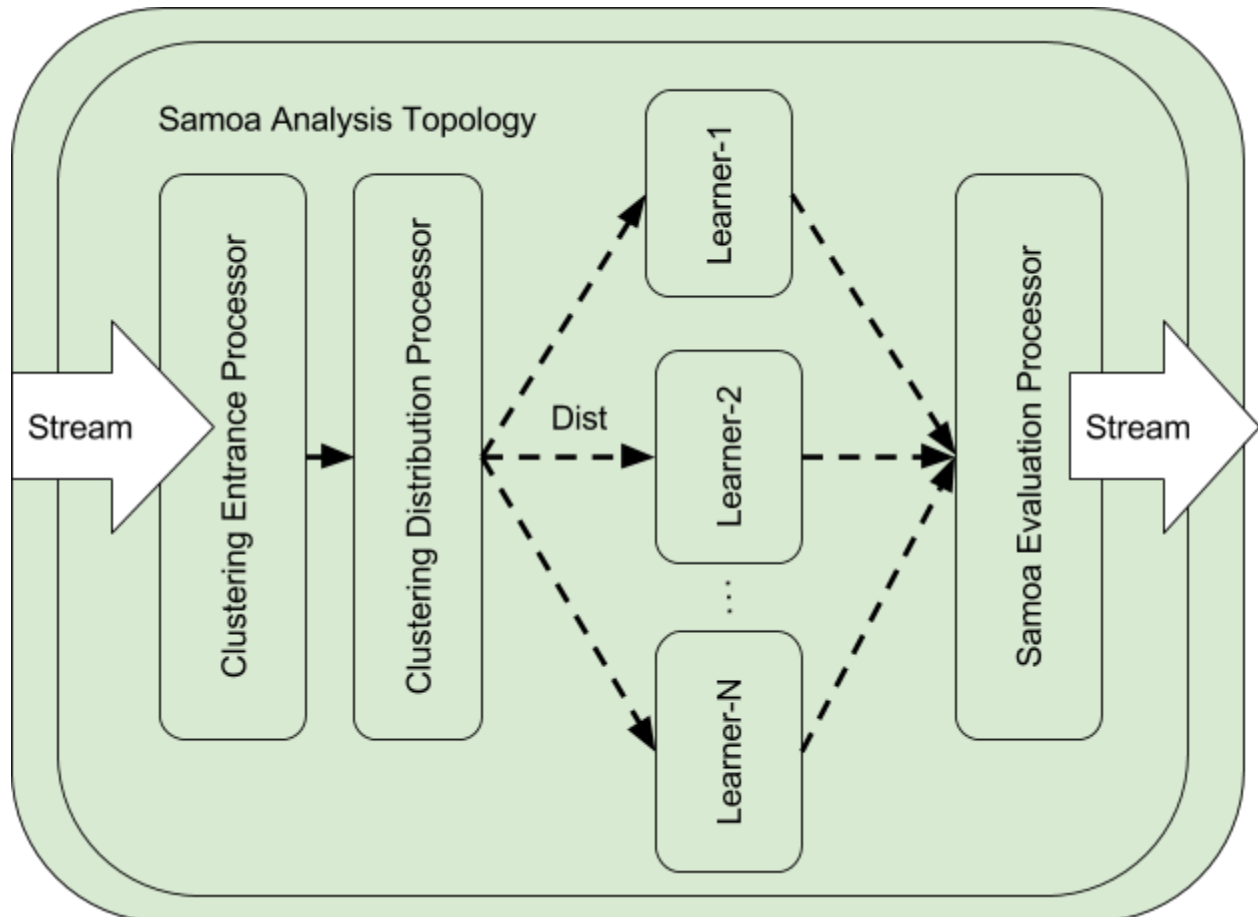 Samoa Analysis Topology
Stream
Clustering Entrance Processor
Clustering Distribution Processor
Dist
Learner-1
Learner-2
...
Learner-N
Samoa Evaluation Processor
Stream